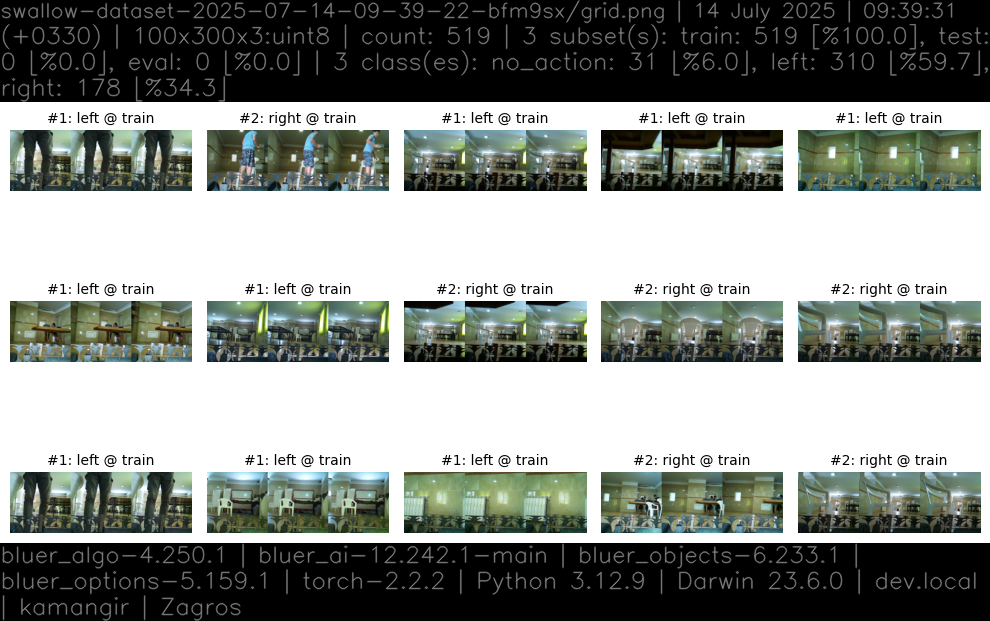 swallow-dataset-2025-07-14-09-39-22-bfm9sx/grid.png | 14 July 2025 | 09:39:31
(+0330) | 100x300x3:uint8 | count: 519 | 3 subset(s): train: 519 [%100.0], test:
0 [%0.0], eval: 0 [%0.0] | 3 class(es): no_action: 31 [%6.0], left: 310 [%59.7],
right: 178 [%34.3]
#1: left @ train
#2: right @ train
#1: left @ train
#1: left @ train
#1: left @ train
#1: left @ train
#1: left @ train
#2: right @ train
#2: right @ train
#2: right @ train
#1: left @ train
#1: left @ train
#1: left @ train
#2: right @ train
#2: right @ train
bluer_algo-4.250.1 | bluer_ai-12.242.1-main | bluer_objects-6.233.1 |
bluer_options-5.159.1 | torch-2.2.2 | Python 3.12.9 | Darwin 23.6.0 | dev.local
| kamangir | Zagros